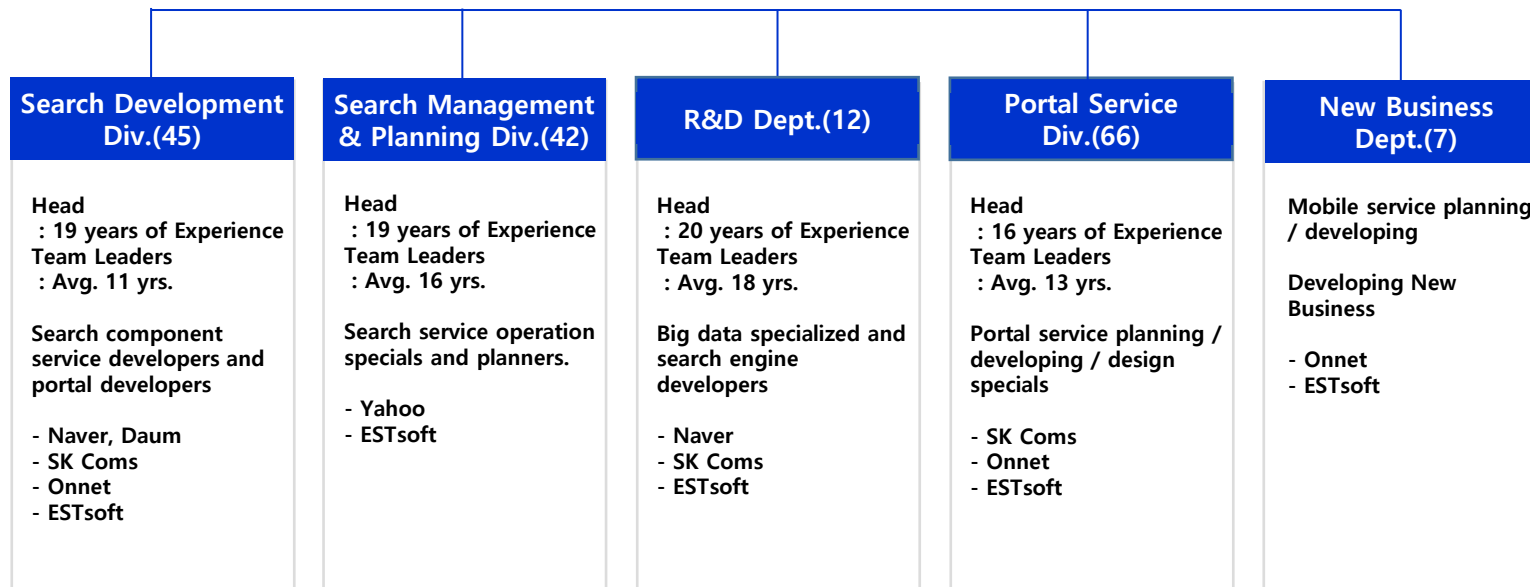 Search Development
Div.(45)
Head
: 19 years of Experience
Team Leaders
: Avg. 11 yrs.
Search component
service developers and
portal developers
- Naver, Daum
- SK Coms
- Onnet
- ESTsoft
Search Management
& Planning Div.(42)
Head
: 19 years of Experience
Team Leaders
: Avg. 16 yrs.
Search service operation
specials and planners.
- Yahoo
- ESTsoft
R&D Dept.(12)
Head
: 20 years of Experience
Team Leaders
: Avg. 18 yrs.
Big data specialized and
search engine
developers
- Naver
- SK Coms
- ESTsoft
Portal Service
Div.(66)
Head
: 16 years of Experience
Team Leaders
: Avg. 13 yrs.
Portal service planning /
developing / design
specials
- SK Coms
- Onnet
- ESTsoft
New Business
Dept.(7)
Mobile service planning
/ developing
Developing New
Business
- Onnet
- ESTsoft